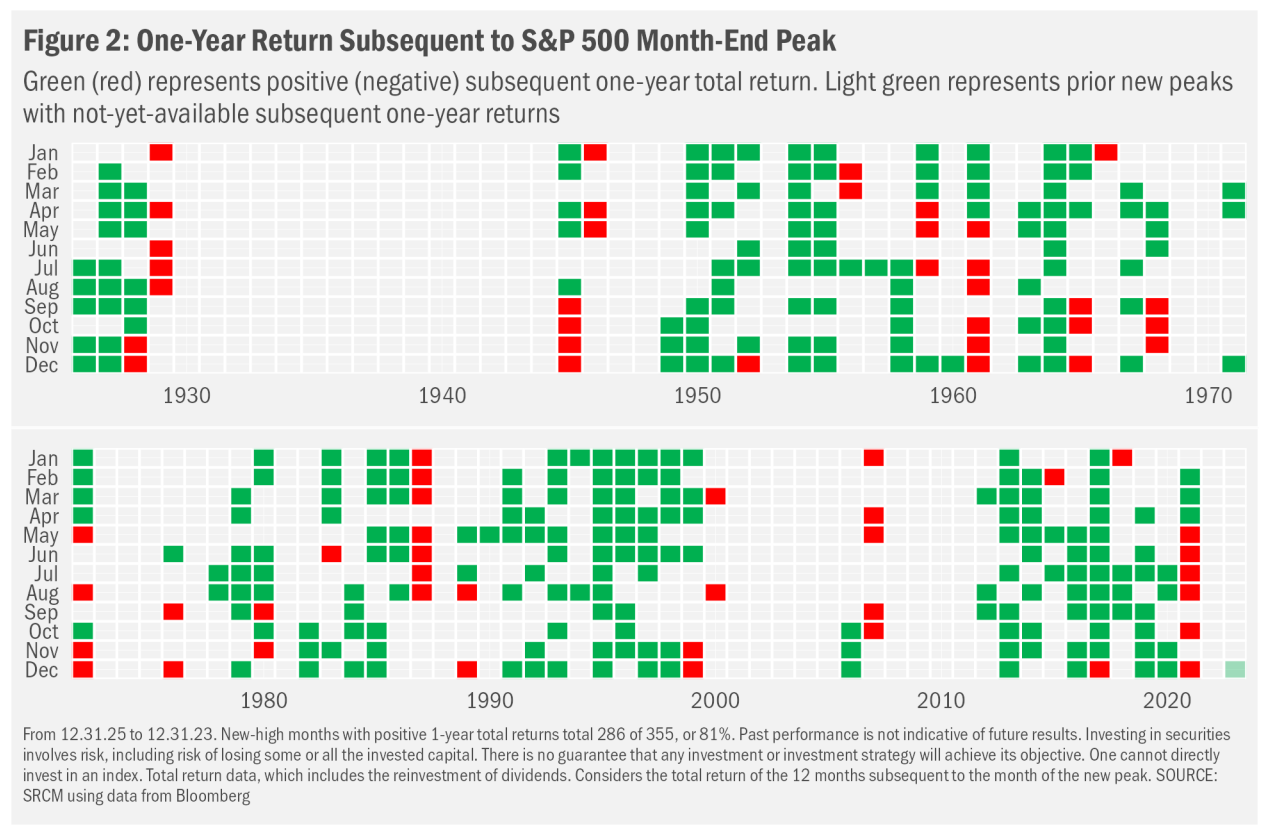 Figure 2: One-Year Return Subsequent to S&P 500 Month-End Peak
Green (red) represents positive (negative) subsequent one-year total return. Light green represents prior new peaks
with not-yet-available subsequent one-year returns
Jan
Feb
Mar
Apr
May
Jun
Jul
Aug
Sep
Oct
Nov
Dec
1930 1940 1950 1960 1970
Jan
Feb
Mar
Apr
May
Jun
Jul
Aug
Sep
Oct
Nov
Dec
1980 1990 2000 2010 2020
From 12.31.25 to 12.31.23. New-high months with positive 1-year total returns total 286 of 355, or 81%. Past performance is not indicative of future results. Investing in securities
involves risk, including risk of losing some or all the invested capital. There is no guarantee that any investment or investment strategy will achieve its objective. One cannot directly
invest in an index. Total return data, which includes the reinvestment of dividends. Considers the total return of the 12 months subsequent to the month of the new peak. SOURCE:
SRCM using data from Bloomberg